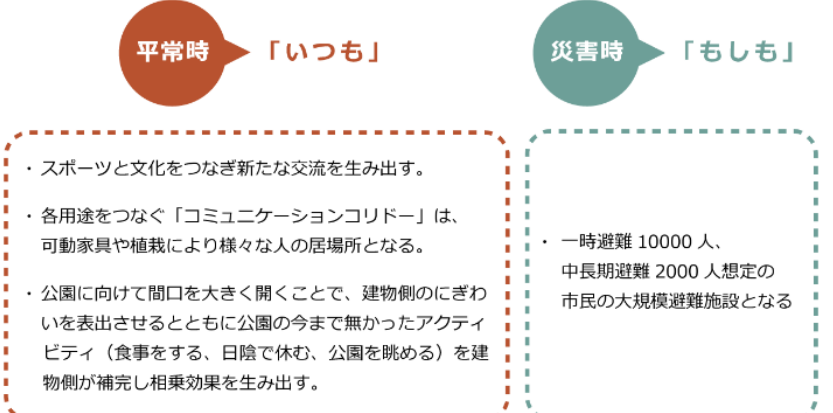 平常時 「いつも」
・スポーツと文化をつなぎ新たな交流を生み出す。
・各用途をつなぐ「コミュニケーションコリドー」は、
可動家具や植栽により様々な人の居場所となる。
・公園に向けて間口を大きく開くことで、建物側のにぎわ
いを表出させるとともに公園の今まで無かったアクティ
ビティ（食事をする、日陰で休む、公園を眺める）を建
物側が補完し相乗効果を生み出す。
災害時 「もしも」
・一時避難 10000 人、
中長期避難 2000 人想定の
市民の大規模避難施設となる